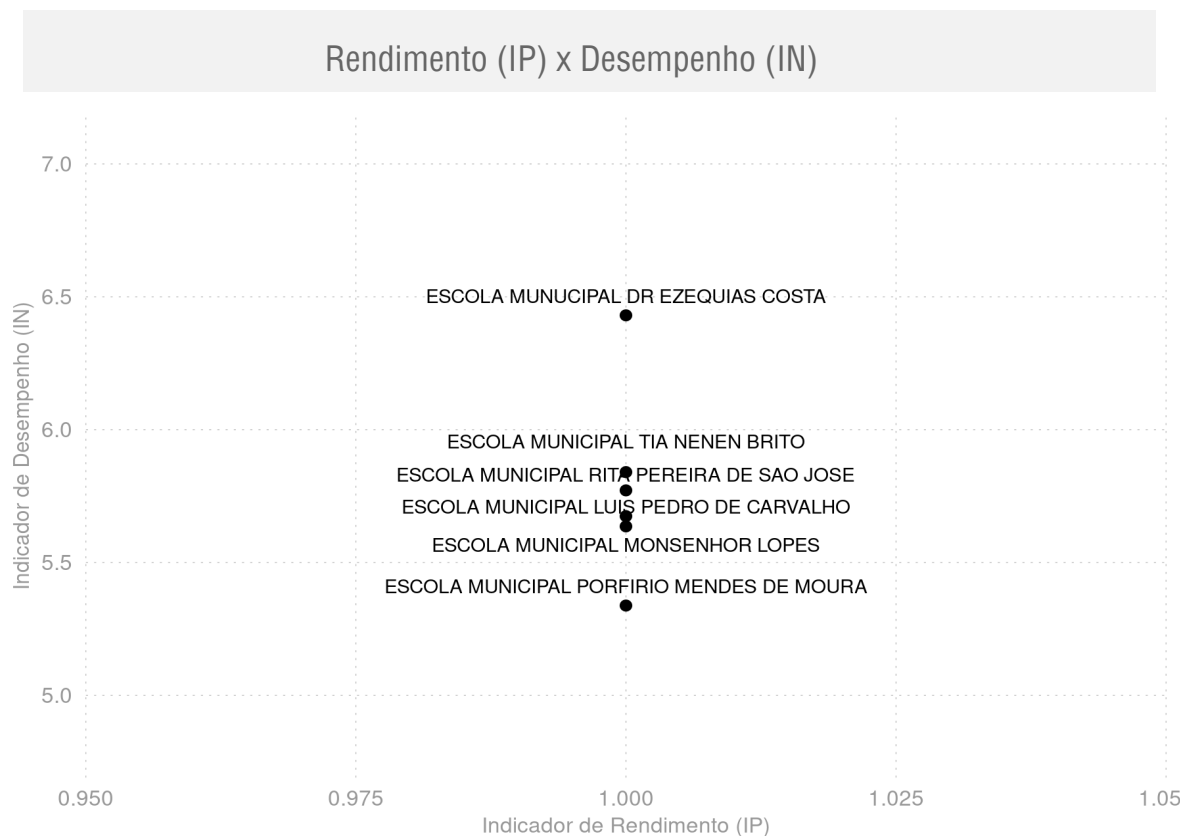 Rendimento (IP) x Desempenho (IN)
7.0
6.5
6.0
5.5
5.0
Indicador de Desempenho (IN)
ESCOLA MUNUCIPAL DR EZEQUIAS COSTA
ESCOLA MUNICIPAL TIA NENEN BRITO
ESCOLA MUNICIPAL RITA PEREIRA DE SAO JOSE
ESCOLA MUNICIPAL LUIS PEDRO DE CARVALHO
ESCOLA MUNICIPAL MONSENHOR LOPES
ESCOLA MUNICIPAL PORFIRIO MENDES DE MOURA
0.950 0.975 1.000 1.025 1.05
Indicador de Rendimento (IP)